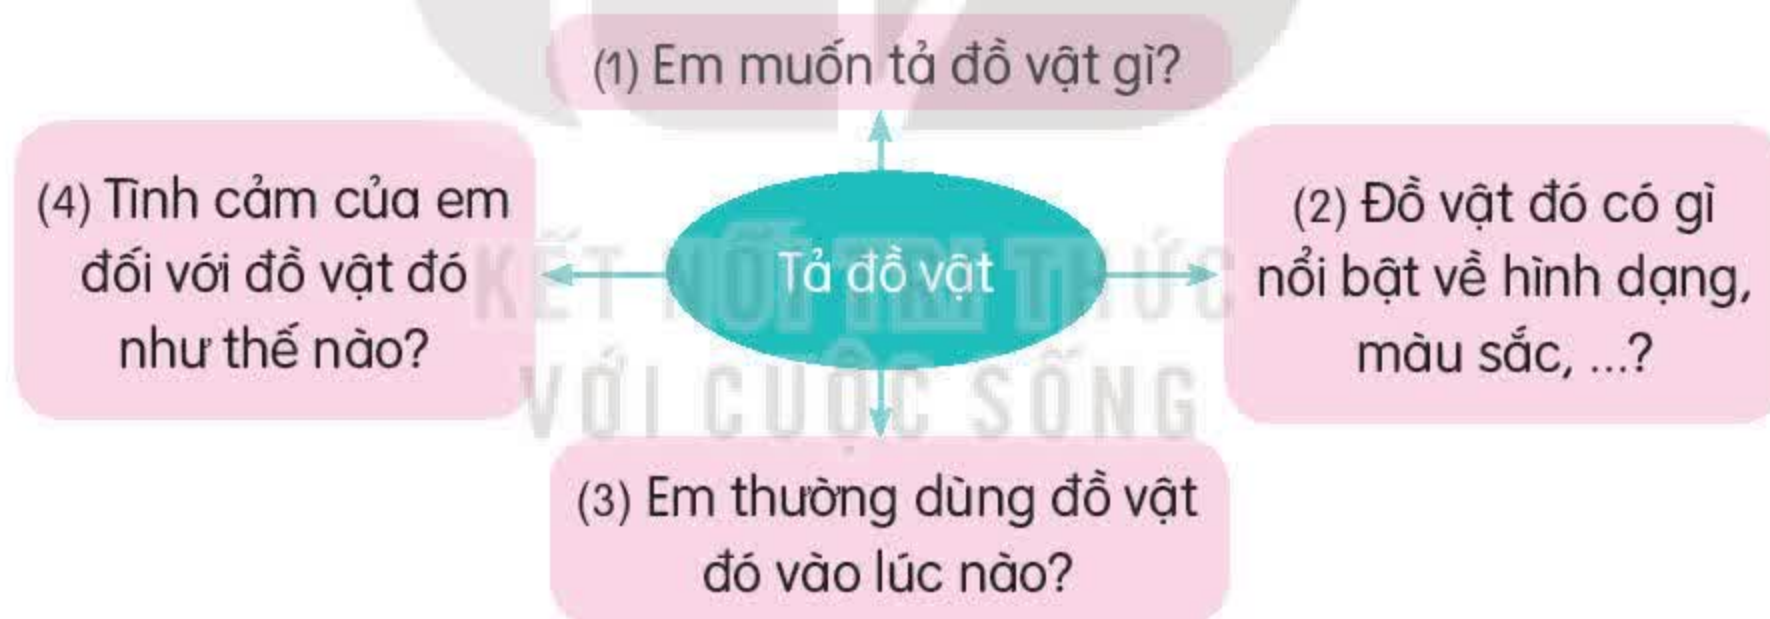 (1) Em muốn tả đồ vật gì?
(4) Tình cảm của em
đối với đồ vật đó
như thế nào?
Tả đồ vật
(2) Đồ vật đó có gì
nổi bật về hình dạng,
màu sắc, ...?
KẾT NỐI TRI THỨC
VỚI CUỘC SỐNG
(3) Em thường dùng đồ vật
đó vào lúc nào?